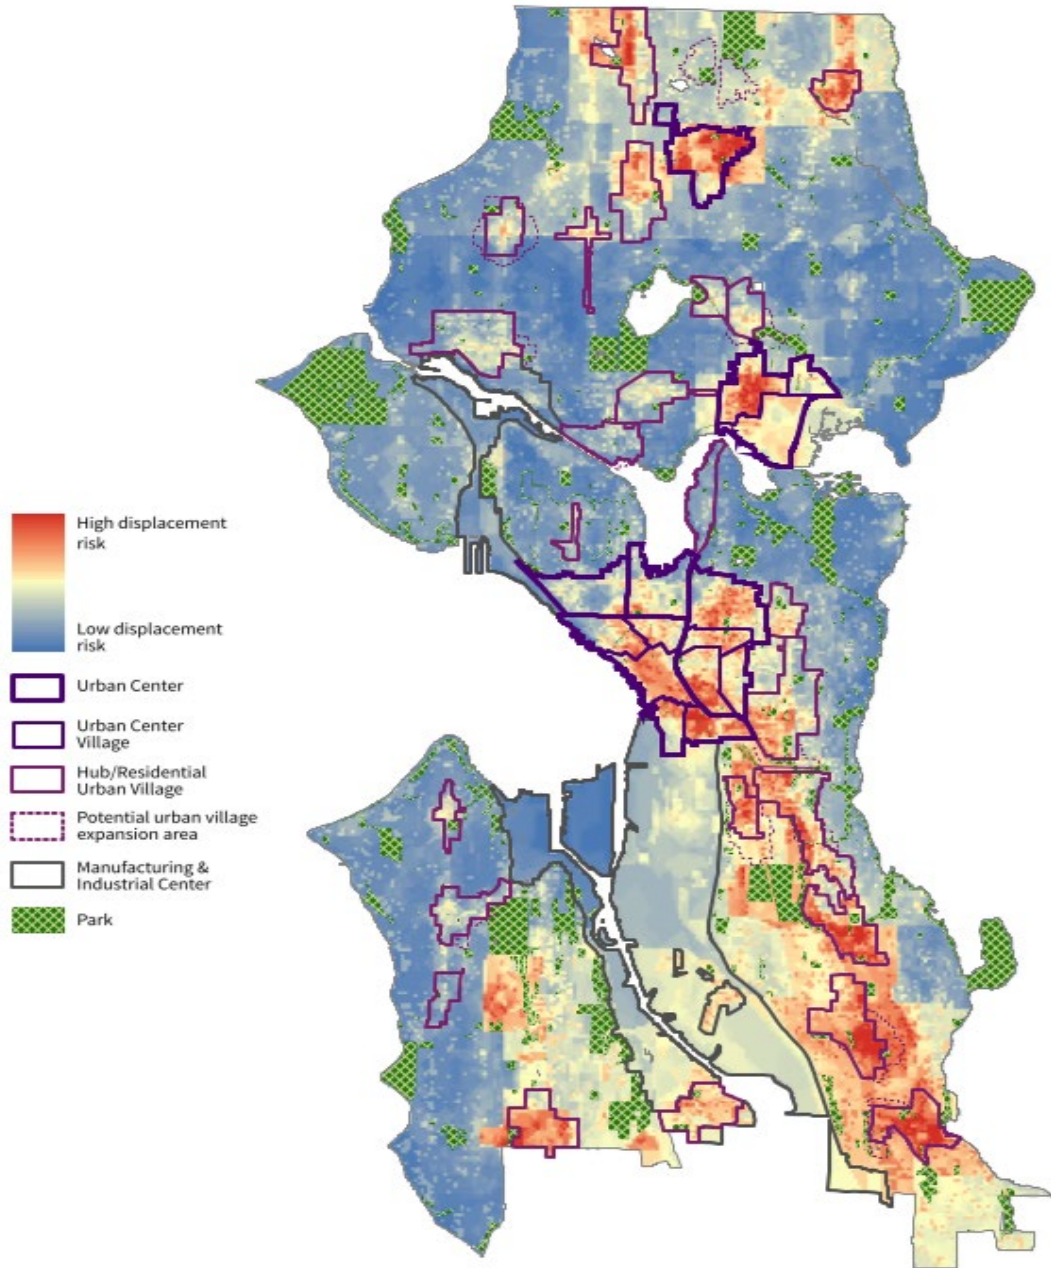 High displacement
risk
Low displacement
risk
Urban Center
Urban Center
Village
Hub/Residential
Urban Village
Potential urban village
expansion area
Manufacturing &
Industrial Center
Park